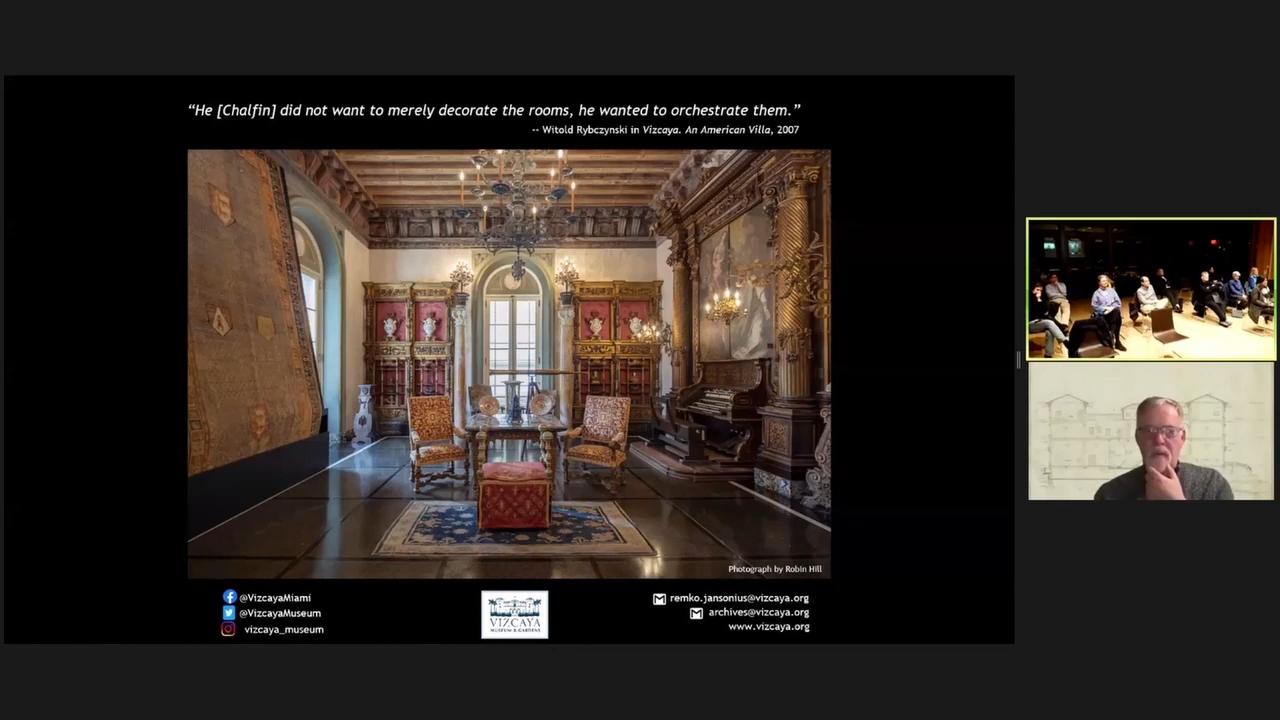 “He [Chalfin] did not want to merely decorate the rooms, he wanted to orchestrate them.”
-- Witold Rybczynski in Vizcaya. An American Villa, 2007
Photograph by Robin Hill
@VizcayaMiami
@VizcayaMuseum
vizcaya_museum
VIZCAYA
MUSEUM & GARDENS
remko.jansonius@vizcaya.org
archives@vizcaya.org
www.vizcaya.org